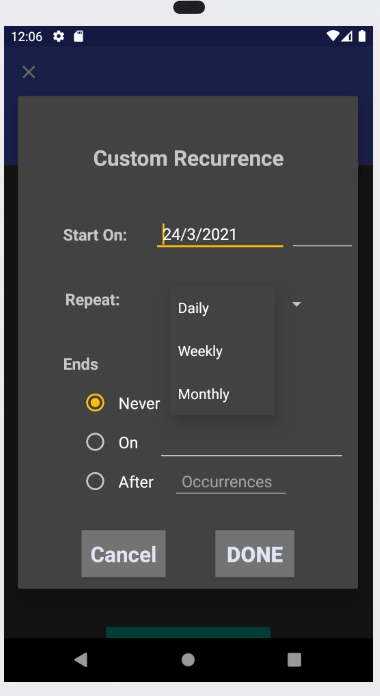 12:06
Custom Recurrence
Start On: 24/3/2021
Repeat:
Daily
Weekly
Monthly
Ends
Never
On
After Occurrences
Cancel DONE